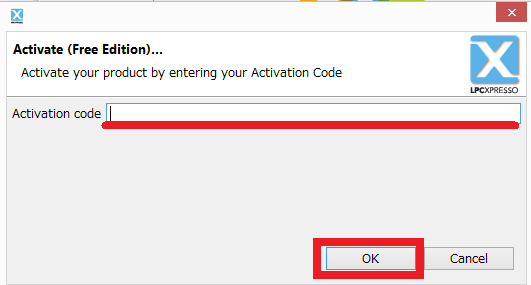 Activate (Free Edition)...
Activate your product by entering your Activation Code
X
LPCXPRESSO
Activation code
OK
Cancel